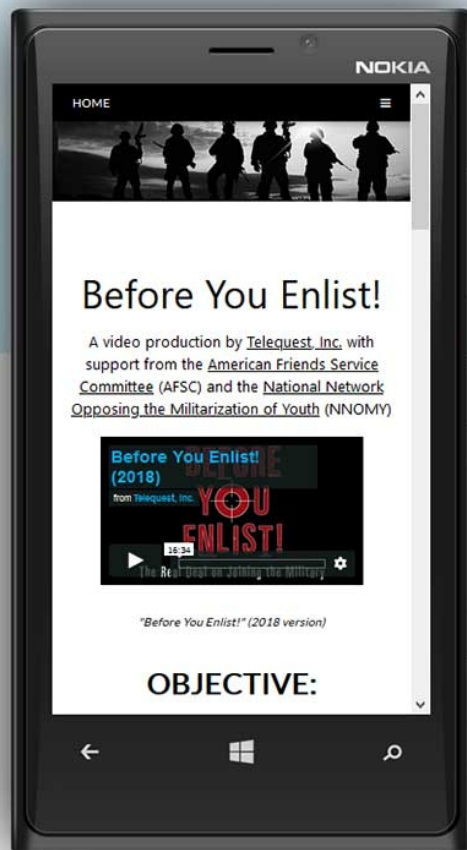 NOKIA
HOME
Before You Enlist!
A video production by Telequest, Inc. with
support from the American Friends Service
Committee (AFSC) and the National Network
Opposing the Militarization of Youth (NNOMY)
Before You Enlist!
(2018)
from Telequest, Inc.
BEFORE
YOU
ENLIST!
16:34
The Real Deal on Joining the Military
"Before You Enlist!" (2018 version)
OBJECTIVE: